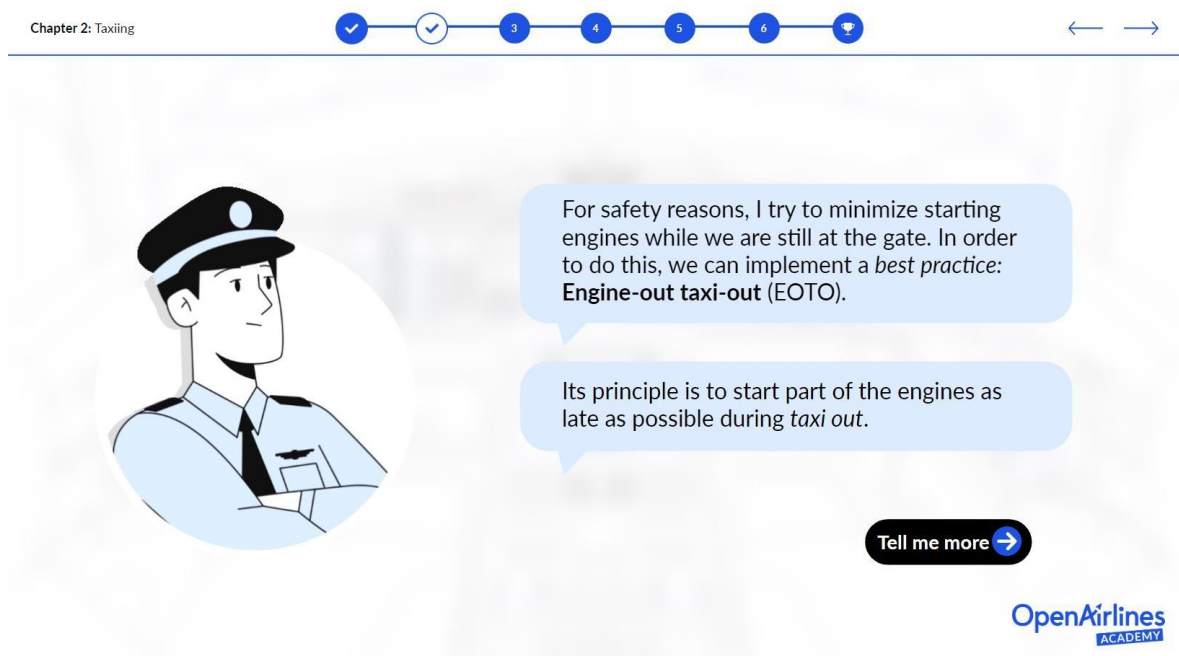 Chapter 2: Taxiing
3 4 5 6
For safety reasons, I try to minimize starting
engines while we are still at the gate. In order
to do this, we can implement a best practice:
Engine-out taxi-out (EOTO).
Its principle is to start part of the engines as
late as possible during taxi out.
Tell me more
OpenAirlines
ACADEMY